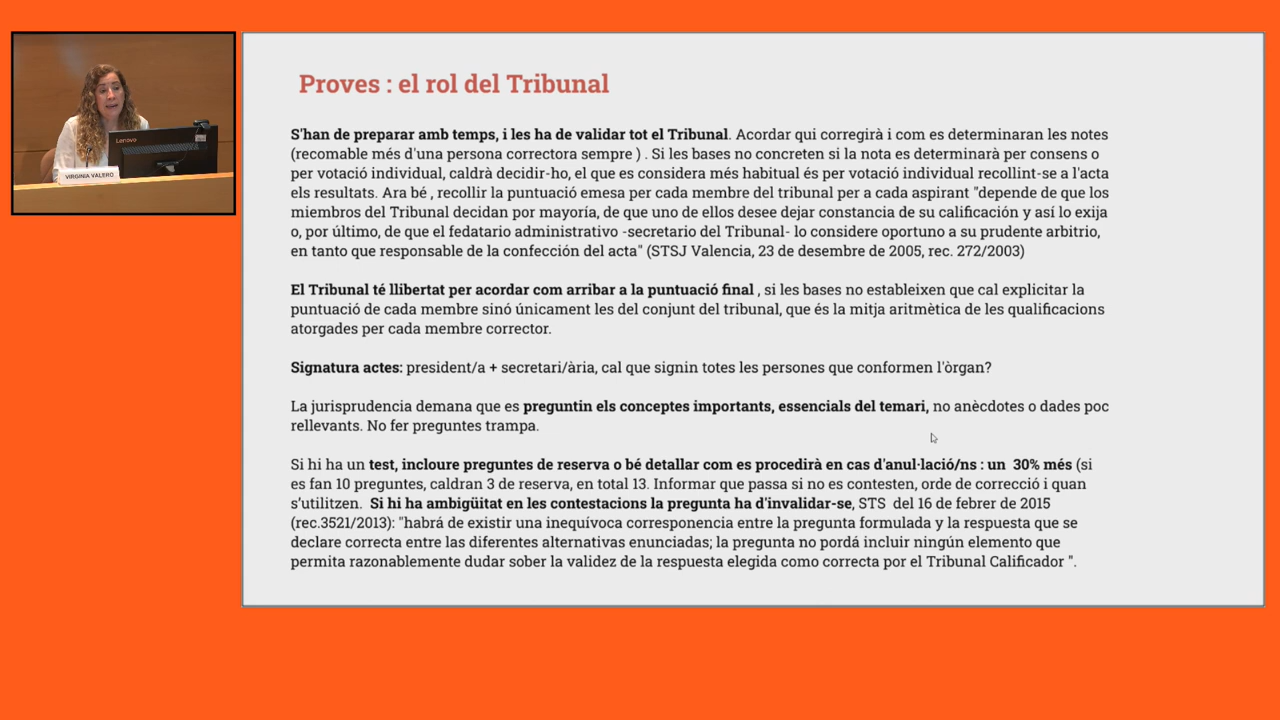 Lenovo
VIRGINIA VALERO
Proves : el rol del Tribunal
S'han de preparar amb temps, i les ha de validar tot el Tribunal. Acordar qui corregirà i com es determinaran les notes
(recomable més d'una persona correctora sempre ) . Si les bases no concreten si la nota es determinarà per consens o
per votació individual, caldrà decidir-ho, el que es considera més habitual és per votació individual recollint-se a l'acta
els resultats. Ara bé , recollir la puntuació emesa per cada membre del tribunal per a cada aspirant "depende de que los
miembros del Tribunal decidan por mayoría, de que uno de ellos desee dejar constancia de su calificación y así lo exija
o, por último, de que el fedatario administrativo -secretario del Tribunal- lo considere oportuno a su prudente arbitrio,
en tanto que responsable de la confección del acta" (STSJ Valencia, 23 de desembre de 2005, rec. 272/2003)
El Tribunal té llibertat per acordar com arribar a la puntuació final , si les bases no estableixen que cal explicitar la
puntuació de cada membre sinó únicament les del conjunt del tribunal, que és la mitja aritmètica de les qualificacions
atorgades per cada membre corrector.
Signatura actes: president/a + secretari/ària, cal que signin totes les persones que conformen l'òrgan?
La jurisprudencia demana que es preguntin els conceptes importants, essencials del temari, no anècdotes o dades poc
rellevants. No fer preguntes trampa.
Si hi ha un test, incloure preguntes de reserva o bé detallar com es procedirà en cas d'anul·lació/ns : un 30% més (si
es fan 10 preguntes, caldran 3 de reserva, en total 13. Informar que passa si no es contesten, orde de correcció i quan
s'utilitzen. Si hi ha ambigüitat en les contestacions la pregunta ha d'invalidar-se, STS del 16 de febrer de 2015
(rec.3521/2013): "habrá de existir una inequívoca corresponencia entre la pregunta formulada y la respuesta que se
declare correcta entre las diferentes alternativas enunciadas; la pregunta no pordá incluir ningún elemento que
permita razonablemente dudar sober la validez de la respuesta elegida como correcta por el Tribunal Calificador ".